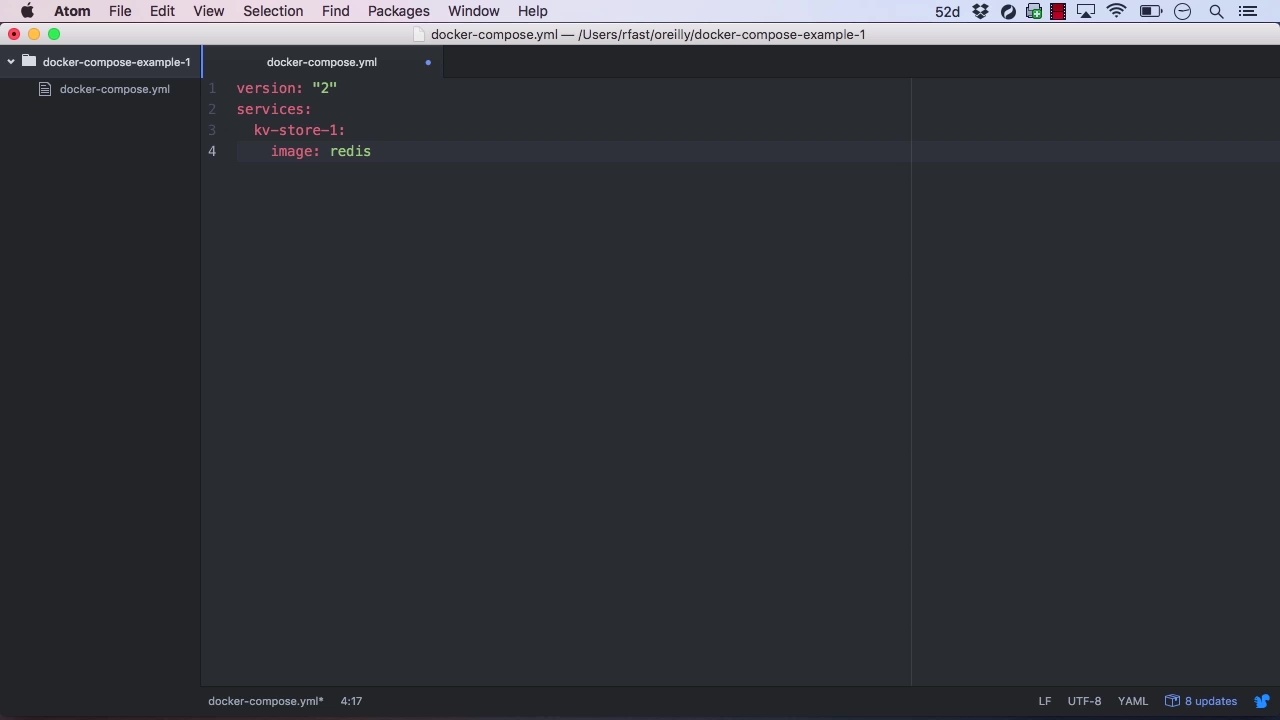 Atom File Edit View Selection Find Packages Window Help 52d
docker-compose.yml — /Users/rfast/oreilly/docker-compose-example-1
docker-compose-example-1
docker-compose.yml
docker-compose.yml
1 version: "2"
2 services:
3 kv-store-1:
4 image: redis
docker-compose.yml* 4:17 LF UTF-8 YAML 8 updates